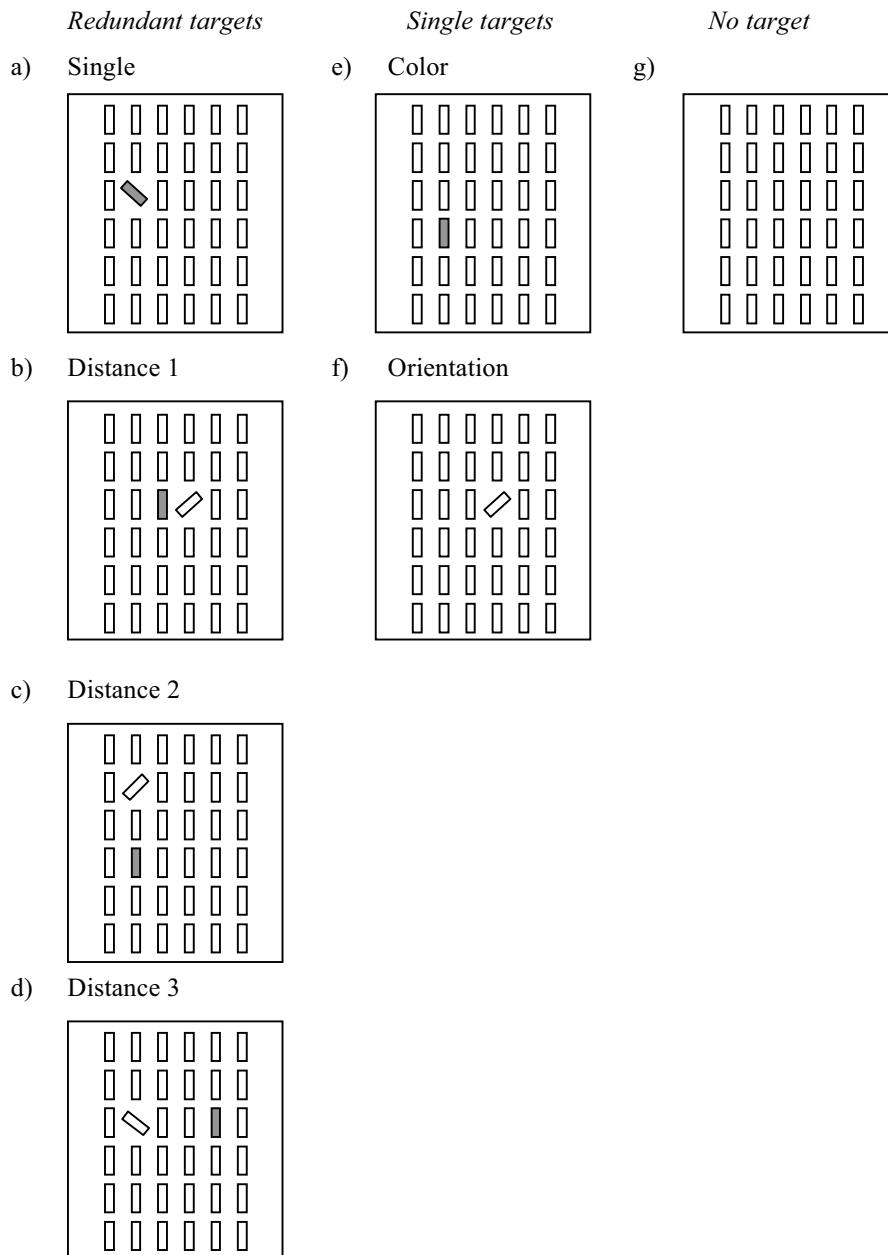 Redundant targets Single targets No target
a) Single e) Color g)
b) Distance 1 f) Orientation
c) Distance 2
d) Distance 3